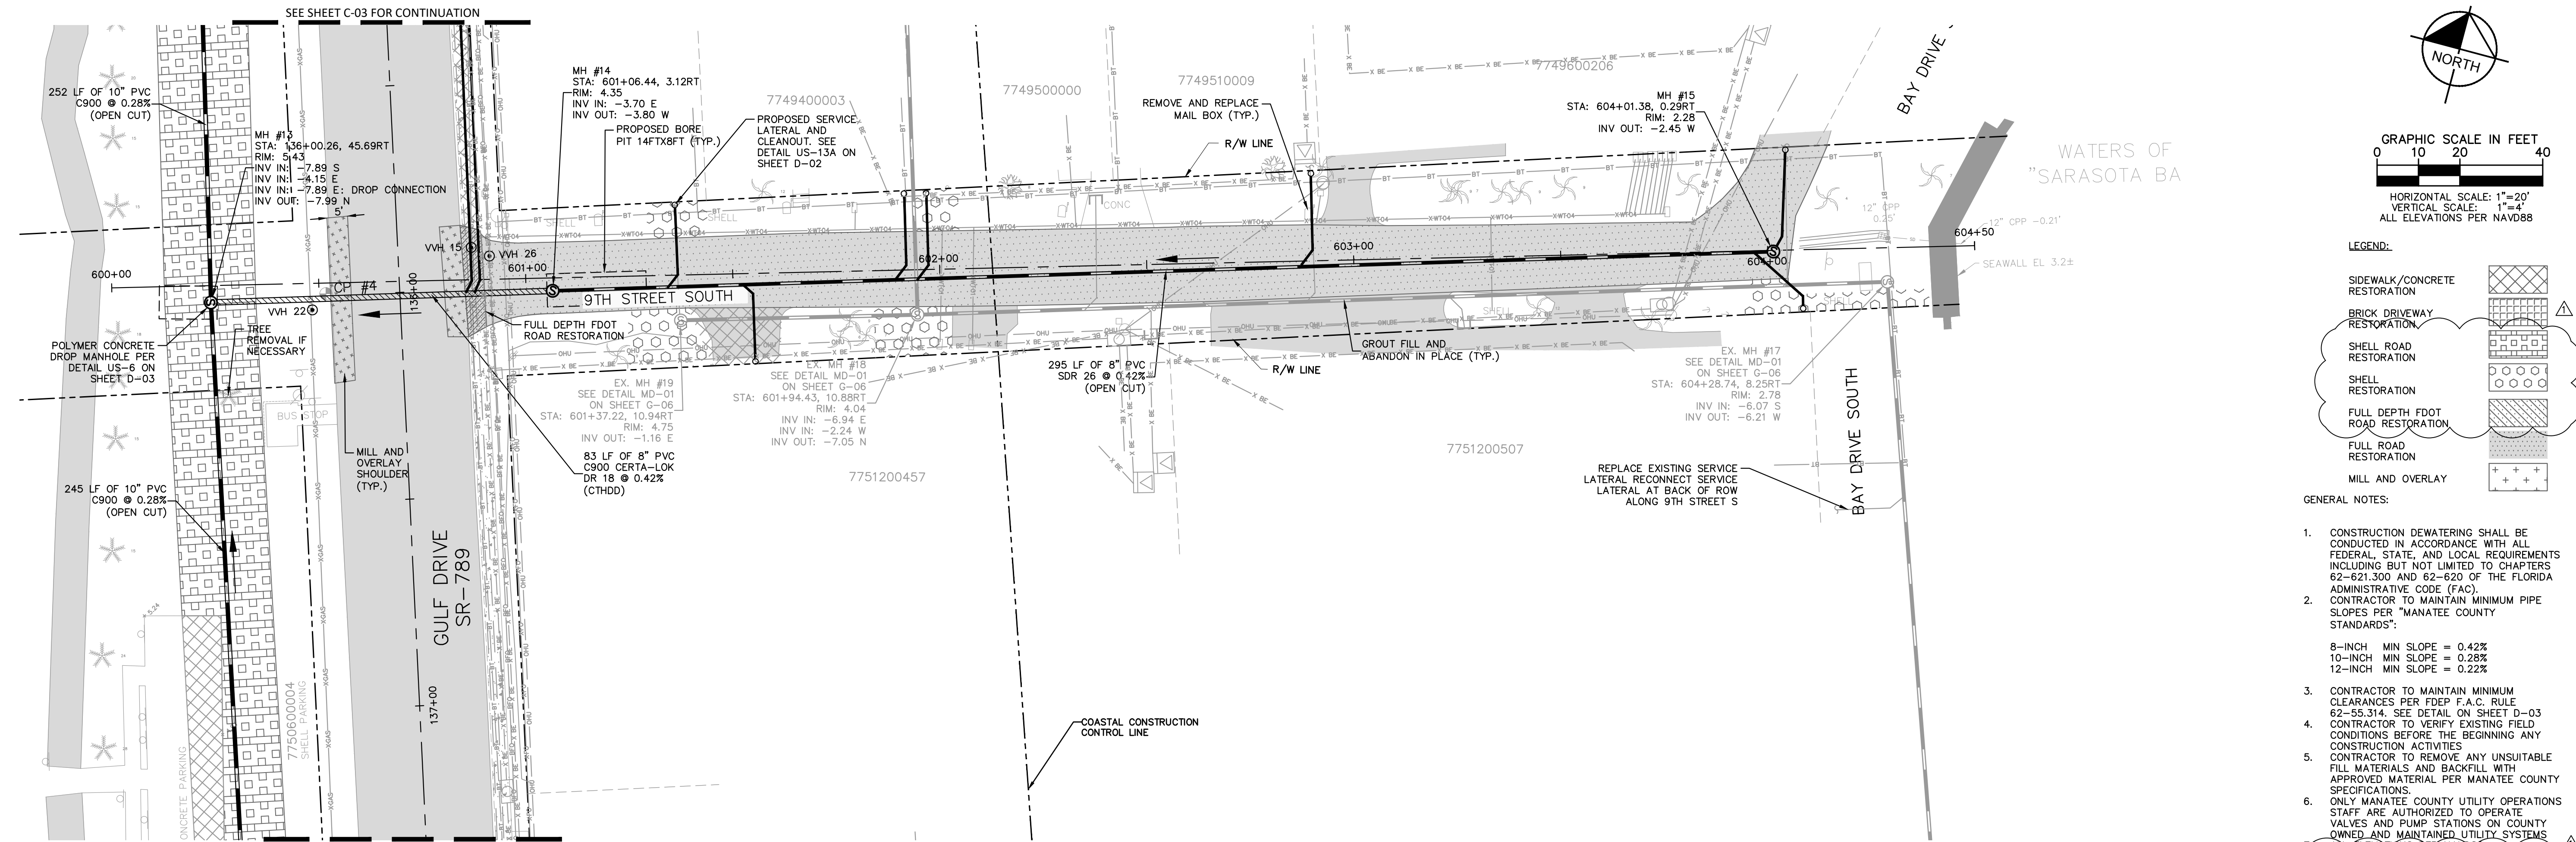 SEE SHEET C-03 FOR CONTINUATION
252 LF OF 10" PVC
C900 @ 0.28%
(OPEN CUT)
MH #13
STA: 136+00.26, 45.69RT
RIM: 5.43
INV IN: -7.89 S
INV IN: -4.15 E
INV IN: -7.89 E: DROP CONNECTION
INV OUT: -7.99 N
5'
600+00
CP #4
VVH 15
VVH 26
VVH 22
601+00
136+00
POLYMER CONCRETE
DROP MANHOLE PER
DETAIL US-6 ON
SHEET D-03
TREE
REMOVAL IF
NECESSARY
BUS STOP
MILL AND
OVERLAY
SHOULDER
(TYP.)
245 LF OF 10" PVC
C900 @ 0.28%
(OPEN CUT)
GULF DRIVE
SR-789
137+00
5.24
7750600004
SHELL PARKING
ONCRETE PARKING
MH #14
STA: 601+06.44, 3.12RT
RIM: 4.35
INV IN: -3.70 E
INV OUT: -3.80 W
PROPOSED BORE
PIT 14FTX8FT (TYP.)
7749400003
PROPOSED SERVICE
LATERAL AND
CLEANOUT. SEE
DETAIL US-13A ON
SHEET D-02
7749500000
7749510009
REMOVE AND REPLACE
MAIL BOX (TYP.)
R/W LINE
7749600206
MH #15
STA: 604+01.38, 0.29RT
RIM: 2.28
INV OUT: -2.45 W
BAY DRIVE
SHELL
SHELL
CONC
9TH STREET SOUTH
602+00
603+00
604+00
604+50
12" CPP
0.25'
12" CPP -0.21'
SEAWALL EL 3.2±
WATERS OF
"SARASOTA BA
SHELL
SHELL
FULL DEPTH FDOT
ROAD RESTORATION
EX. MH #19
SEE DETAIL MD-01
ON SHEET G-06
STA: 601+37.22, 10.94RT
RIM: 4.75
INV OUT: -1.16 E
83 LF OF 8" PVC
C900 CERTA-LOK
DR 18 @ 0.42%
(CTHDD)
EX. MH #18
SEE DETAIL MD-01
ON SHEET G-06
STA: 601+94.43, 10.88RT
RIM: 4.04
INV IN: -6.94 E
INV IN: -2.24 W
INV OUT: -7.05 N
295 LF OF 8" PVC
SDR 26 @ 0.42%
(OPEN CUT)
R/W LINE
GROUT FILL AND
ABANDON IN PLACE (TYP.)
EX. MH #17
SEE DETAIL MD-01
ON SHEET G-06
STA: 604+28.74, 8.25RT
RIM: 2.78
INV IN: -6.07 S
INV OUT: -6.21 W
7751200457
7751200507
REPLACE EXISTING SERVICE
LATERAL RECONNECT SERVICE
LATERAL AT BACK OF ROW
ALONG 9TH STREET S
BAY DRIVE SOUTH
COASTAL CONSTRUCTION
CONTROL LINE
NORTH
GRAPHIC SCALE IN FEET
0 10 20 40
HORIZONTAL SCALE: 1"=20'
VERTICAL SCALE: 1"=4'
ALL ELEVATIONS PER NAVD88
LEGEND:
SIDEWALK/CONCRETE
RESTORATION
BRICK DRIVEWAY
RESTORATION
1
SHELL ROAD
RESTORATION
SHELL
RESTORATION
FULL DEPTH FDOT
ROAD RESTORATION
FULL ROAD
RESTORATION
MILL AND OVERLAY
GENERAL NOTES:
1. CONSTRUCTION DEWATERING SHALL BE
CONDUCTED IN ACCORDANCE WITH ALL
FEDERAL, STATE, AND LOCAL REQUIREMENTS
INCLUDING BUT NOT LIMITED TO CHAPTERS
62-621.300 AND 62-620 OF THE FLORIDA
ADMINISTRATIVE CODE (FAC).
2. CONTRACTOR TO MAINTAIN MINIMUM PIPE
SLOPES PER "MANATEE COUNTY
STANDARDS":
8-INCH MIN SLOPE = 0.42%
10-INCH MIN SLOPE = 0.28%
12-INCH MIN SLOPE = 0.22%
3. CONTRACTOR TO MAINTAIN MINIMUM
CLEARANCES PER FDEP F.A.C. RULE
62-55.314. SEE DETAIL ON SHEET D-03
4. CONTRACTOR TO VERIFY EXISTING FIELD
CONDITIONS BEFORE THE BEGINNING ANY
CONSTRUCTION ACTIVITIES
5. CONTRACTOR TO REMOVE ANY UNSUITABLE
FILL MATERIALS AND BACKFILL WITH
APPROVED MATERIAL PER MANATEE COUNTY
SPECIFICATIONS.
6. ONLY MANATEE COUNTY UTILITY OPERATIONS
STAFF ARE AUTHORIZED TO OPERATE
VALVES AND PUMP STATIONS ON COUNTY
OWNED AND MAINTAINED UTILITY SYSTEMS